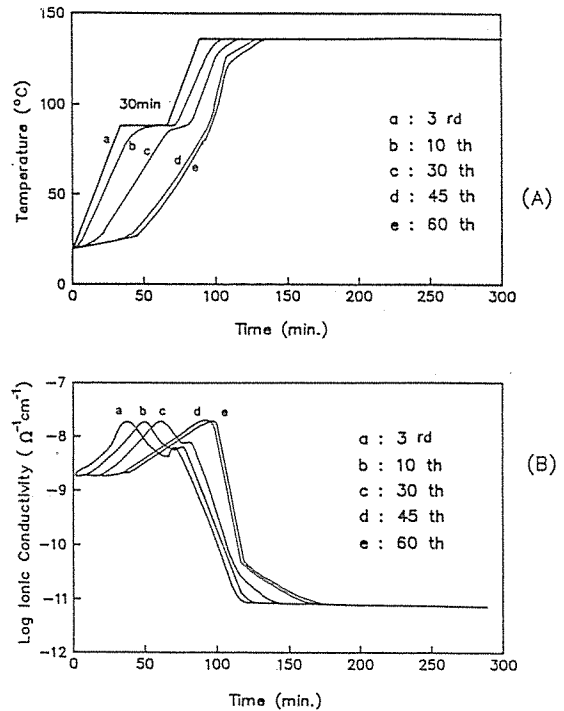 150
100
50
0
Temperature (°C)
30min
a
b
c
d
e
a : 3 rd
b : 10 th
c : 30 th
d : 45 th
e : 60 th
(A)
0 50 100 150 200 250 300
Time (min.)
-7
-8
-9
-10
-11
-12
Log Ionic Conductivity ( Ω⁻¹cm⁻¹)
a b c d e
a : 3 rd
b : 10 th
c : 30 th
d : 45 th
e : 60 th
(B)
0 50 100 150 200 250 300
Time (min.)